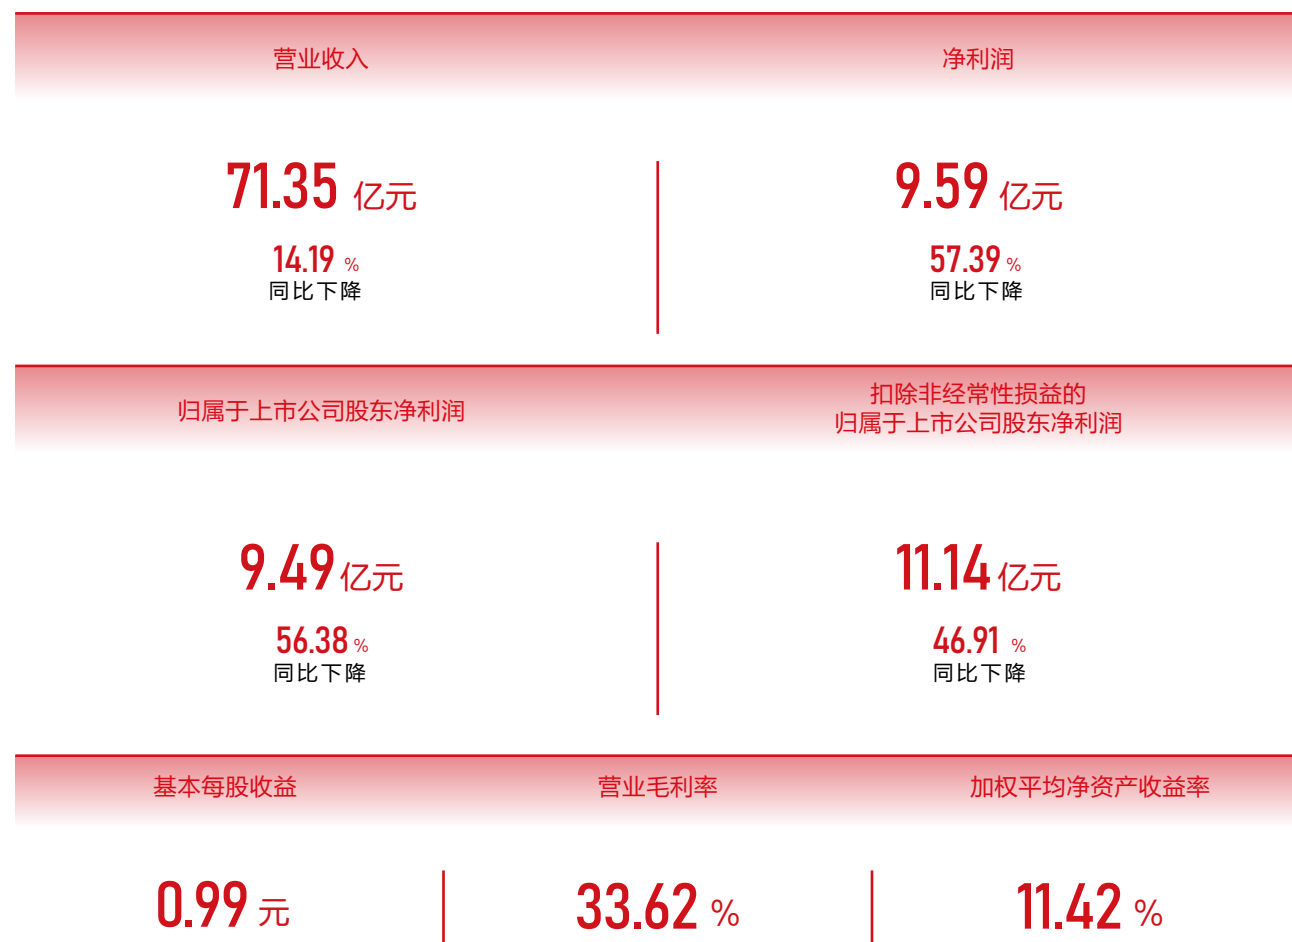 营业收入
净利润
71.35 亿元
9.59 亿元
14.19 %
57.39 %
同比下降
同比下降
归属于上市公司股东净利润
扣除非经常性损益的
归属于上市公司股东净利润
9.49 亿元
11.14 亿元
56.38 %
46.91 %
同比下降
同比下降
基本每股收益
营业毛利率
加权平均净资产收益率
0.99 元
33.62 %
11.42 %